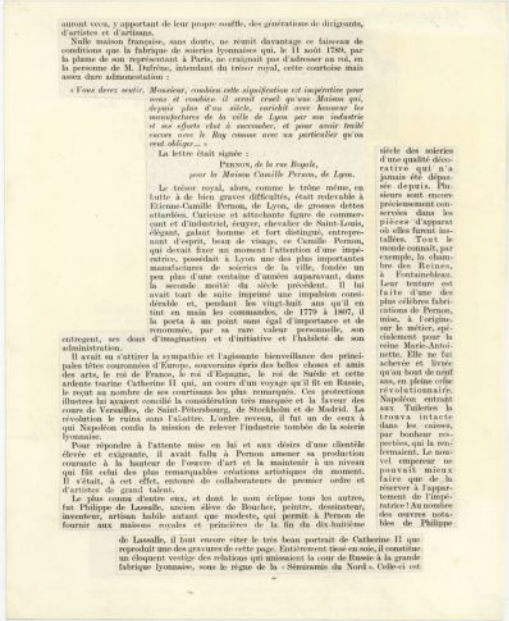 auront vécu, y apportant de leur propre souffle, des générations de dirigeants,
d'artistes et d'artisans.
Nulle maison française, sans doute, ne réunit davantage ce faisceau de
conditions que la fabrique de soieries lyonnaises qui, le 11 août 1789, par
la plume de son représentant à Paris, ne craignait pas d'adresser au roi, en
la personne de M. Dufrêne, intendant du trésor royal, cette courtoise mais
assez dure admonestation :
« Vous devez sentir, Monsieur, combien cette signification est impérative pour
nous et combien il serait cruel qu'une Maison qui,
depuis plus d'un siècle, enrichit avec honneur les
manufactures de la ville de Lyon par son industrie
et ses efforts eût à succomber, et pour avoir traité
encore avec le Roy comme avec un particulier qu'on
veut obliger... »
La lettre était signée :
PERNON, de la rue Royale,
pour la Maison Camille Pernon, de Lyon.
Le trésor royal, alors, comme le trône même, en
butte à de bien graves difficultés, était redevable à
Etienne-Camille Pernon, de Lyon, de grosses dettes
attardées. Curieuse et attachante figure de commer-
çant et d'industriel, écuyer, chevalier de Saint-Louis,
élégant, galant homme et fort distingué, entrepre-
nant d'esprit, beau de visage, ce Camille Pernon,
qui devait fixer un moment l'attention d'une impé-
ratrice, possédait à Lyon une des plus importantes
manufactures de soieries de la ville, fondée un
peu plus d'une centaine d'années auparavant, dans
la seconde moitié du siècle précédent. Il lui
avait tout de suite imprimé une impulsion consi-
dérable et, pendant les vingt-huit ans qu'il en
tint en main les commandes, de 1779 à 1807, il
la porta à un point sans égal d'importance et de
renommée, par sa rare valeur personnelle, son
entregent, ses dons d'imagination et d'initiative et l'habileté de son
administration.
Il avait su s'attirer la sympathie et l'agissante bienveillance des princi-
pales têtes couronnées d'Europe, souverains épris des belles choses et amis
des arts, le roi de France, le roi d'Espagne, le roi de Suède et cette
ardente tsarine Catherine II qui, au cours d'un voyage qu'il fit en Russie,
le reçut au nombre de ses courtisans les plus remarqués. Ces protections
illustres lui avaient concilié la considération très marquée et la faveur des
cours de Versailles, de Saint-Pétersbourg, de Stockholm et de Madrid. La
révolution le ruina sans l'abattre. L'ordre revenu, il fut un de ceux à
qui Napoléon confia la mission de relever l'industrie tombée de la soierie
lyonnaise.
Pour répondre à l'attente mise en lui et aux désirs d'une clientèle
élevée et exigeante, il avait fallu à Pernon amener sa production
courante à la hauteur de l'œuvre d'art et la maintenir à un niveau
qui fût celui des plus remarquables créations artistiques du moment.
Il s'était, à cet effet, entouré de collaborateurs de premier ordre et
d'artistes de grand talent.
Le plus connu d'entre eux, et dont le nom éclipse tous les autres,
fut Philippe de Lassalle, ancien élève de Boucher, peintre, dessinateur,
inventeur, artisan habile autant que modeste, qui permit à Pernon de
fournir aux maisons royales et princières de la fin du dix-huitième
siècle des soieries
d'une qualité déco-
rative qui n'a
jamais été dépas-
sée depuis. Plu-
sieurs sont encore
précieusement con-
servées dans les
pièces d'apparat
où elles furent ins-
tallées. Tout le
monde connaît, par
exemple, la cham-
bre des Reines,
à Fontainebleau.
Leur tenture est
faite d'une des
plus célèbres fabri-
cations de Pernon,
mise, à l'origine,
sur le métier, spé-
cialement pour la
reine Marie-Antoi-
nette. Elle ne fut
achevée et livrée
qu'au bout de neuf
ans, en pleine crise
révolutionnaire.
Napoléon entrant
aux Tuileries la
trouva intacte
dans les caisses,
par bonheur res-
pectées, qui la ren-
fermaient. Le nou-
vel empereur ne
pouvait mieux
faire que de la
réserver à l'appar-
tement de l'impé-
ratrice ! Au nombre
des œuvres nota-
bles de Philippe
de Lassalle, il faut encore citer le très beau portrait de Catherine II que
reproduit une des gravures de cette page. Entièrement tissé en soie, il constitue
un éloquent vestige des relations qui unissaient la cour de Russie à la grande
fabrique lyonnaise, sous le règne de la « Sémiramis du Nord ». Celle-ci est